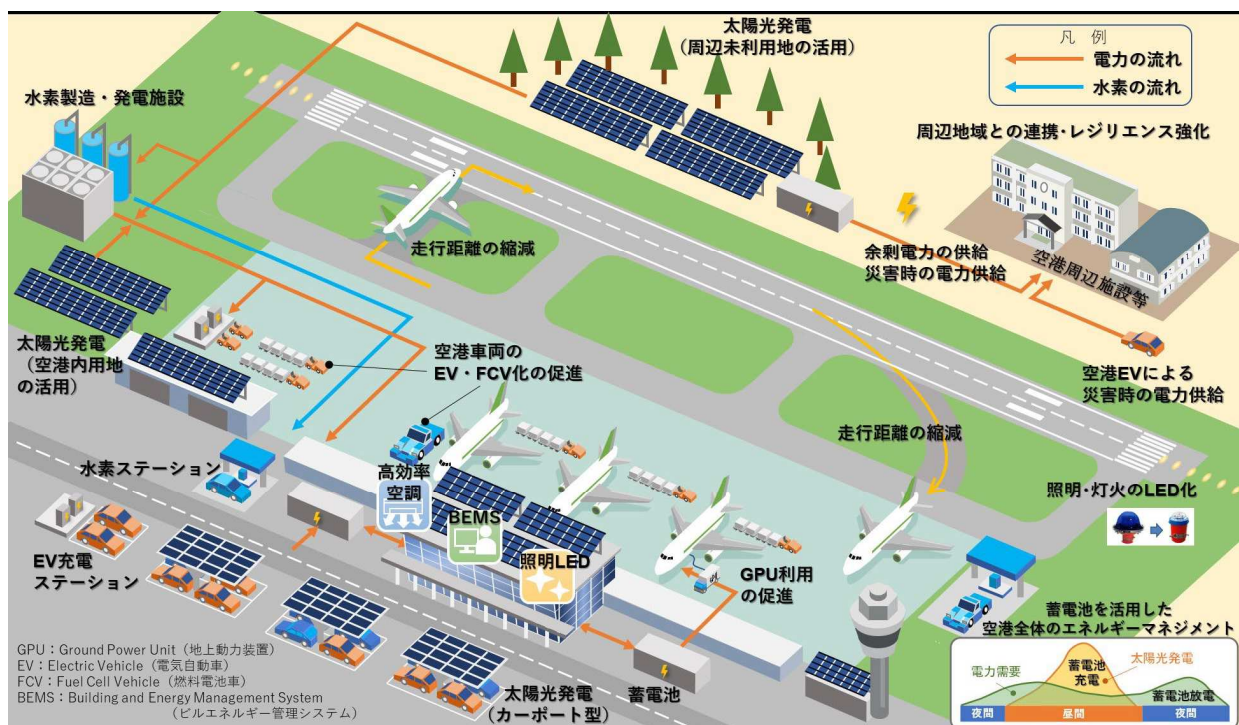 太陽光発電
（周辺未利用地の活用）
凡 例
電力の流れ
水素の流れ
水素製造・発電施設
周辺地域との連携・レジリエンス強化
走行距離の縮減
余剰電力の供給
災害時の電力供給
空港周辺施設等
太陽光発電
（空港内用地
の活用）
空港車両の
EV・FCV化の促進
空港EVによる
災害時の電力供給
走行距離の縮減
水素ステーション
高効率
空調
BEMS
照明LED
照明・灯火のLED化
EV充電
ステーション
GPU利用
の促進
蓄電池を活用した
空港全体のエネルギーマネジメント
電力需要
蓄電池
充電
太陽光発電
蓄電池放電
夜間
昼間
夜間
蓄電池
太陽光発電
（カーポート型）
GPU：Ground Power Unit（地上動力装置）
EV：Electric Vehicle（電気自動車）
FCV：Fuel Cell Vehicle（燃料電池車）
BEMS：Building and Energy Management System
（ビルエネルギー管理システム）